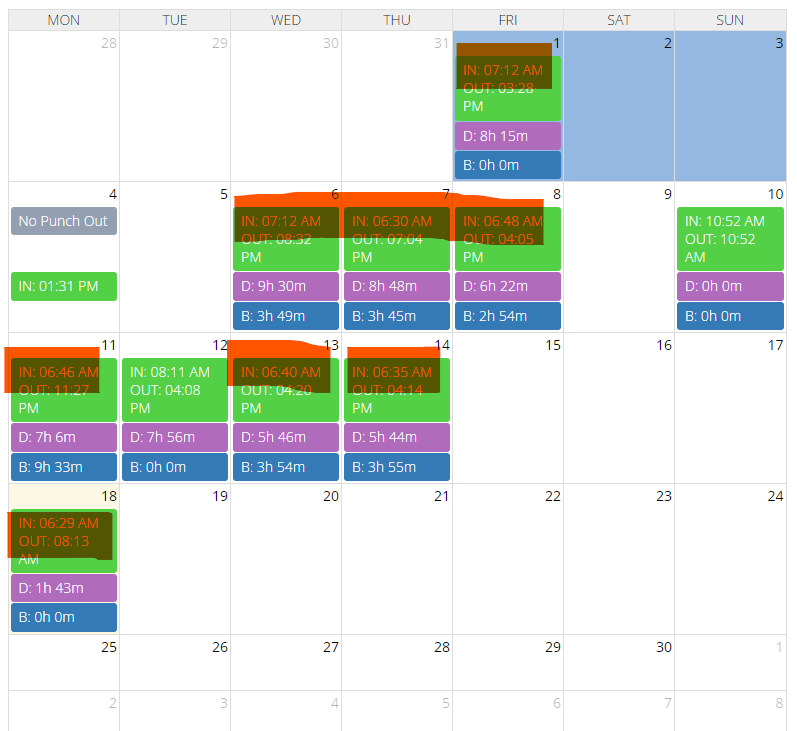 MON TUE WED THU FRI SAT SUN
28 29 30 31 1 2 3
IN: 07:12 AM
OUT: 03:28
PM
D: 8h 15m
B: 0h 0m
4 5 6 7 8 9 10
No Punch Out
IN: 01:31 PM
IN: 07:12 AM
OUT: 08:32
PM
D: 9h 30m
B: 3h 49m
IN: 06:30 AM
OUT: 07:04
PM
D: 8h 48m
B: 3h 45m
IN: 06:48 AM
OUT: 04:05
PM
D: 6h 22m
B: 2h 54m
IN: 10:52 AM
OUT: 10:52
AM
D: 0h 0m
B: 0h 0m
11 12 13 14 15 16 17
IN: 06:46 AM
OUT: 11:27
PM
D: 7h 6m
B: 9h 33m
IN: 08:11 AM
OUT: 04:08
PM
D: 7h 56m
B: 0h 0m
IN: 06:40 AM
OUT: 04:20
PM
D: 5h 46m
B: 3h 54m
IN: 06:35 AM
OUT: 04:14
PM
D: 5h 44m
B: 3h 55m
18 19 20 21 22 23 24
IN: 06:29 AM
OUT: 08:13
AM
D: 1h 43m
B: 0h 0m
25 26 27 28 29 30 1
2 3 4 5 6 7 8